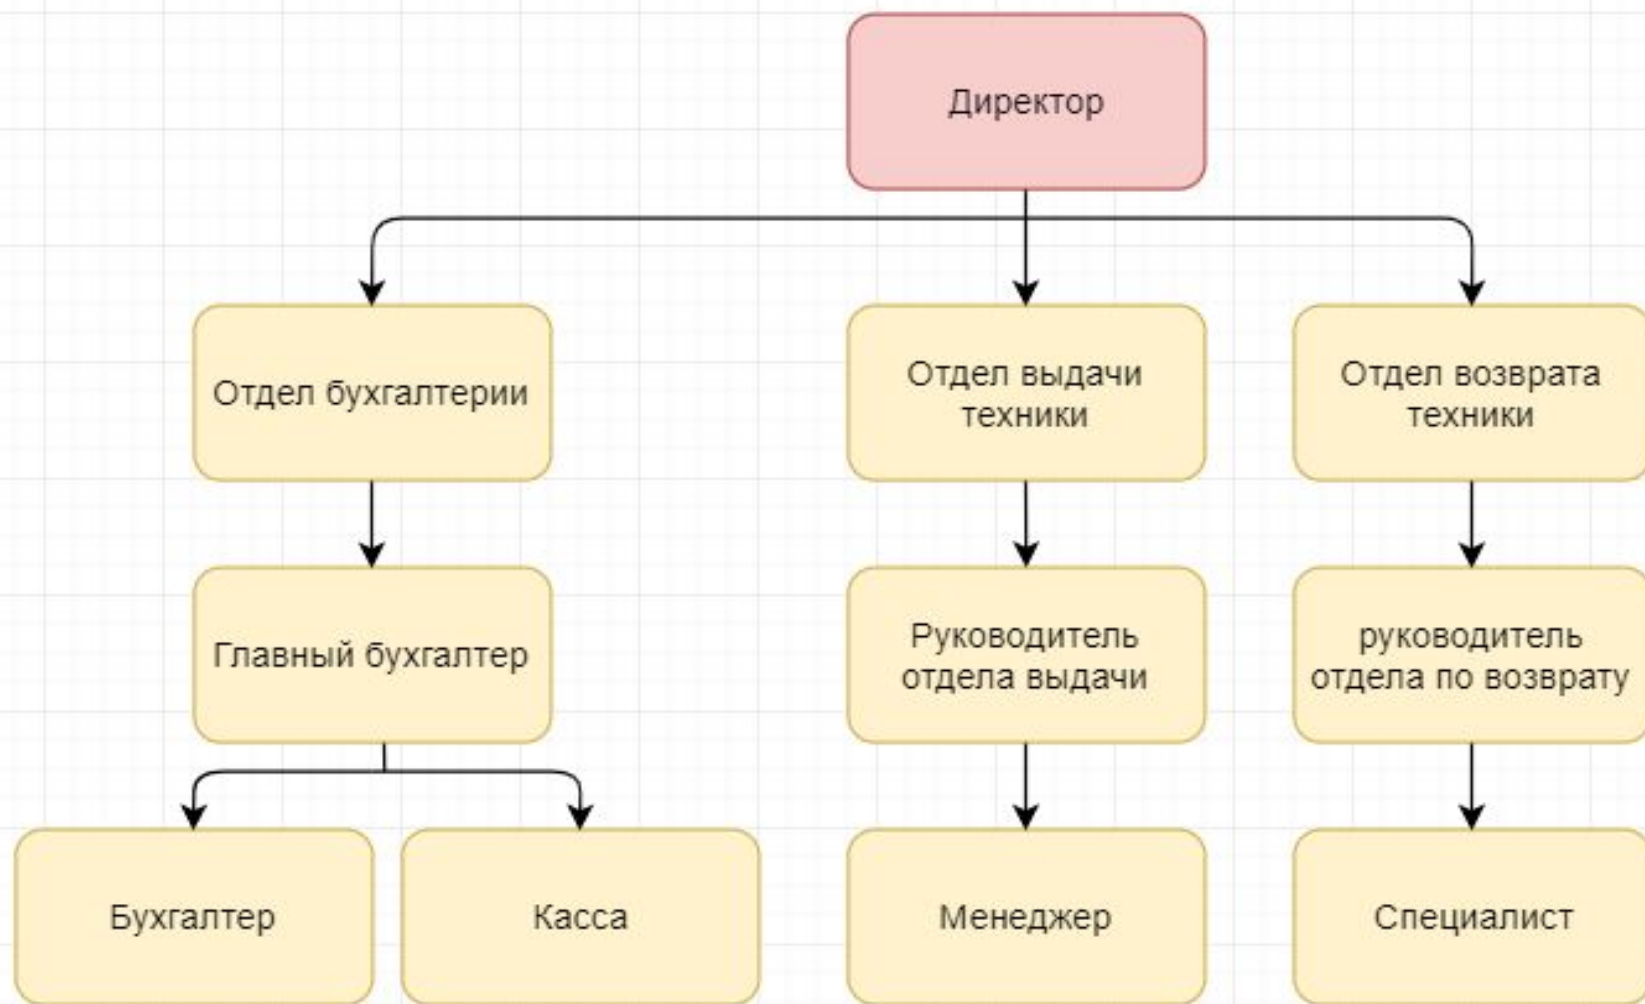 Директор
Отдел бухгалтерии
Отдел выдачи
техники
Отдел возврата
техники
Главный бухгалтер
Руководитель
отдела выдачи
руководитель
отдела по возврату
Бухгалтер
Касса
Менеджер
Специалист